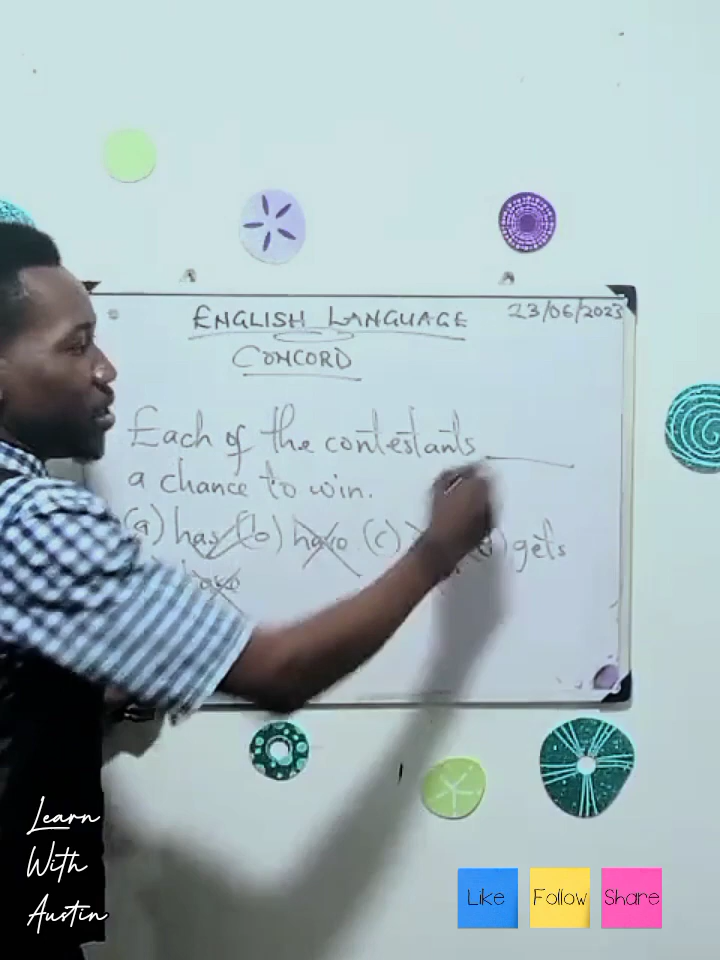 ENGLISH LANGUAGE
23/06/2023
CONCORD
Each of the contestants ______
a chance to win.
(a) has (b) have (c) gets
Learn
With
Austin
Like
Follow
Share